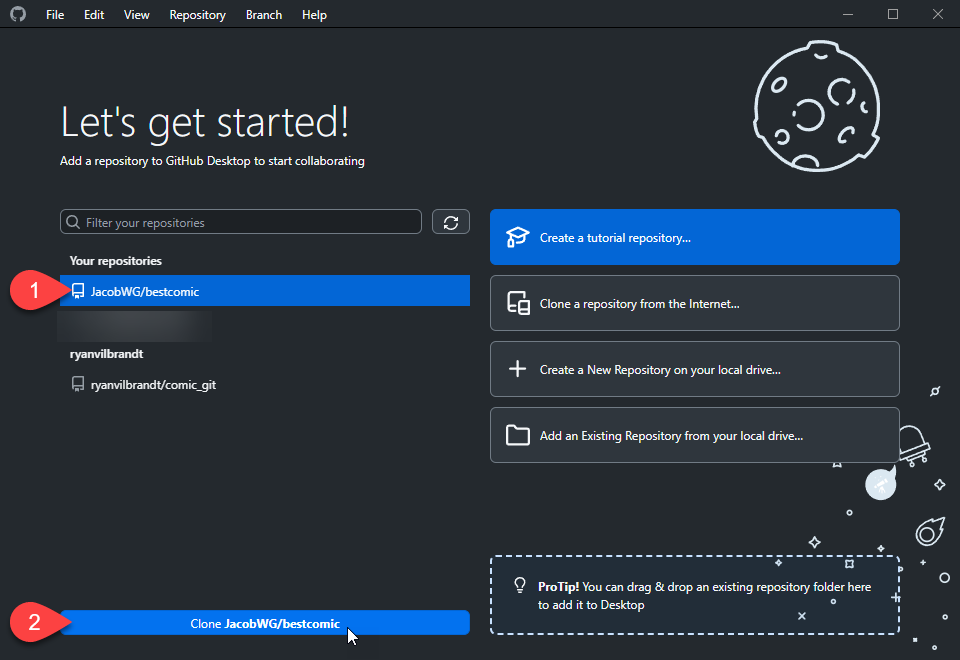 File Edit View Repository Branch Help
Let's get started!
Add a repository to GitHub Desktop to start collaborating
Filter your repositories
Your repositories
1
JacobWG/bestcomic
ryanvilbrandt
ryanvilbrandt/comic_git
2
Clone JacobWG/bestcomic
Create a tutorial repository...
Clone a repository from the Internet...
Create a New Repository on your local drive...
Add an Existing Repository from your local drive...
ProTip! You can drag & drop an existing repository folder here
to add it to Desktop